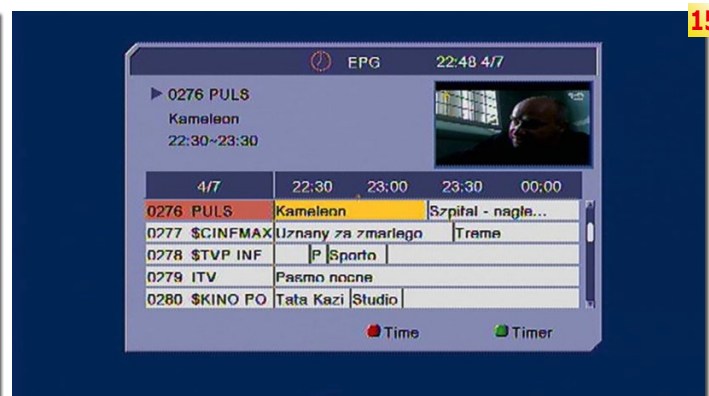 15
EPG 22:48 4/7
0276 PULS
Kameleon
22:30~23:30
4/7 22:30 23:00 23:30 00:00
0276 PULS Kameleon Szpital - nagłe...
0277 $CINEMAX Uznany za zmarłego Treme
0278 $TVP INF P Sporto
0279 ITV Pasmo nocne
0280 $KINO PO Tata Kazi Studio
Time Timer